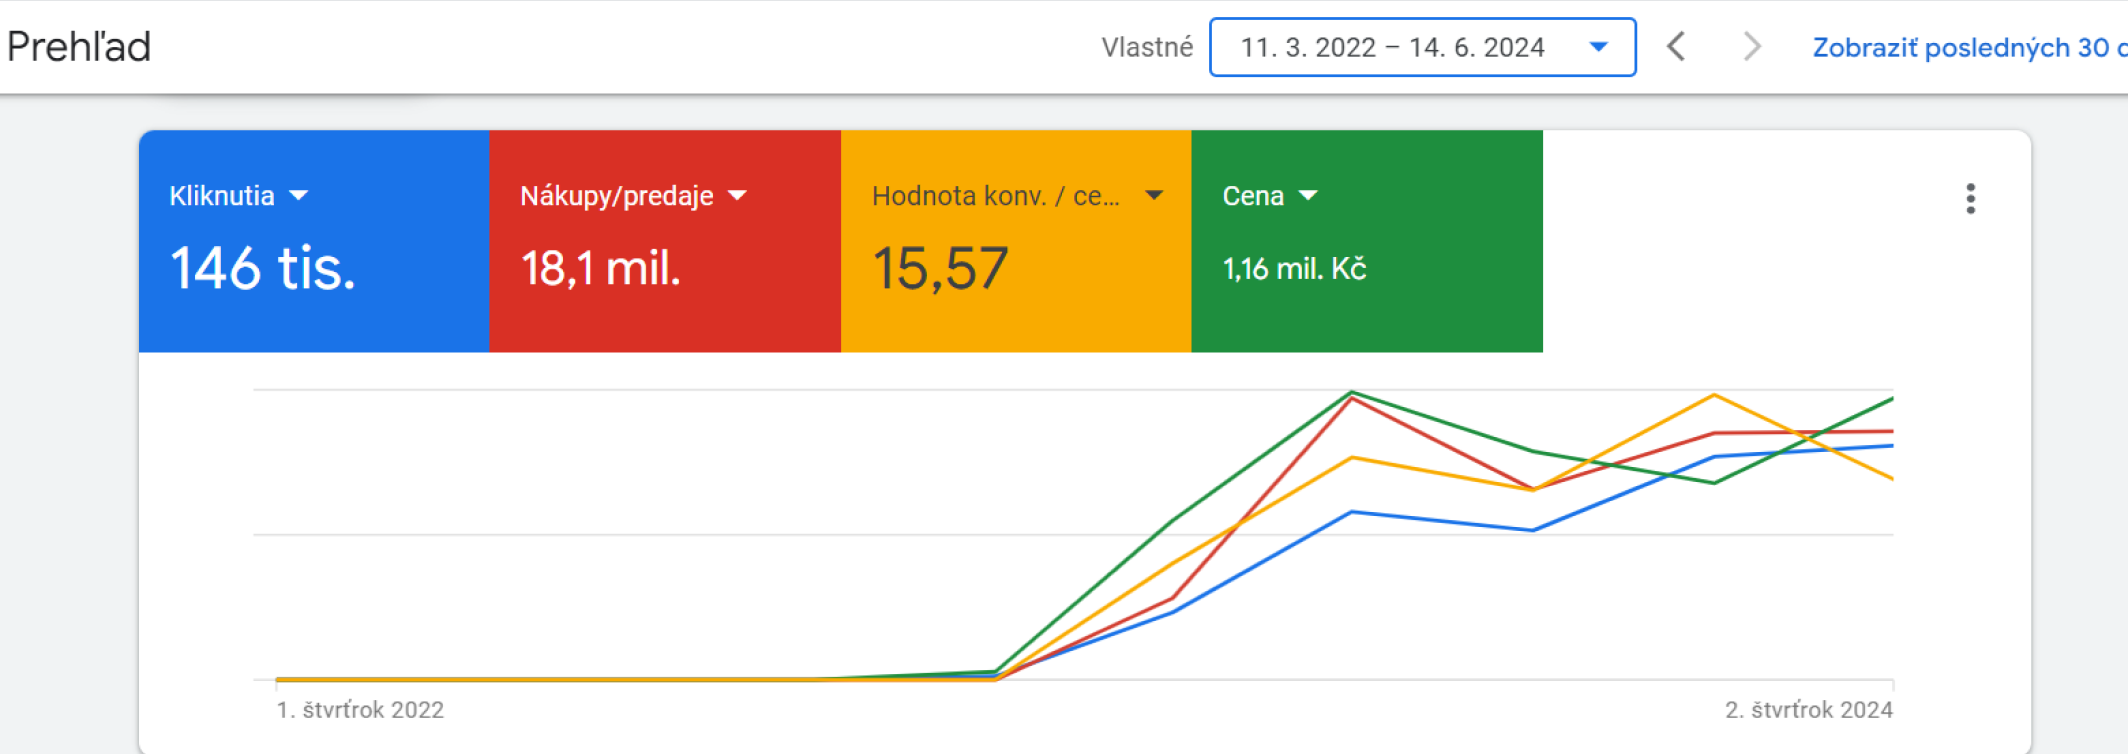 Prehľad
Vlastné 11. 3. 2022 – 14. 6. 2024 Zobraziť posledných 30
Kliknutia Nákupy/predaje Hodnota konv. / ce... Cena
146 tis. 18,1 mil. 15,57 1,16 mil. Kč
1. štvrťrok 2022 2. štvrťrok 2024